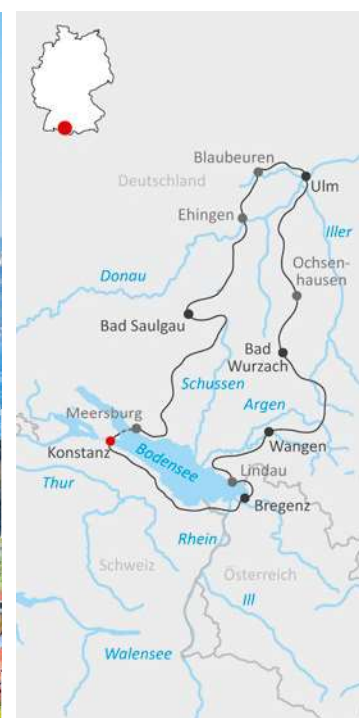 Blaubeuren
Deutschland
Ulm
Ehingen
Iller
Donau
Ochsen-
hausen
Bad Saulgau
Bad
Wurzach
Schussen
Argen
Meersburg
Wangen
Konstanz
Bodensee
Lindau
Thur
Bregenz
Rhein
Schweiz
Österreich
Ill
Walensee